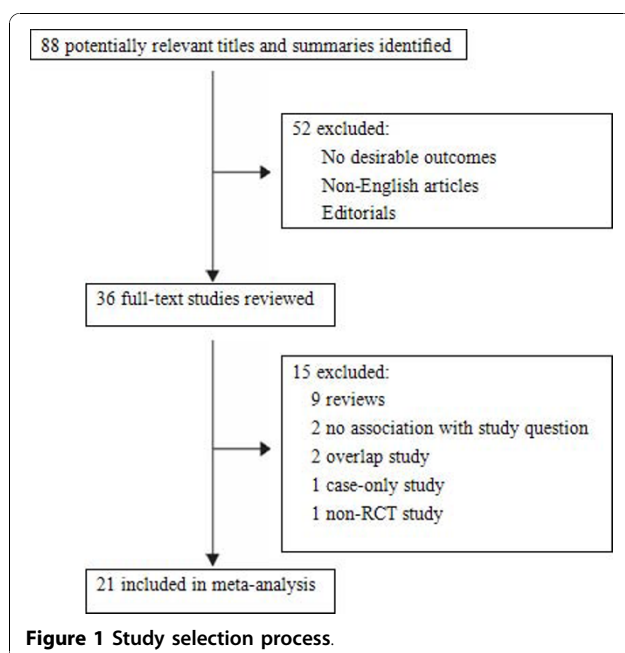 88 potentially relevant titles and summaries identified
52 excluded:
No desirable outcomes
Non-English articles
Editorials
36 full-text studies reviewed
15 excluded:
9 reviews
2 no association with study question
2 overlap study
1 case-only study
1 non-RCT study
21 included in meta-analysis
Figure 1 Study selection process.